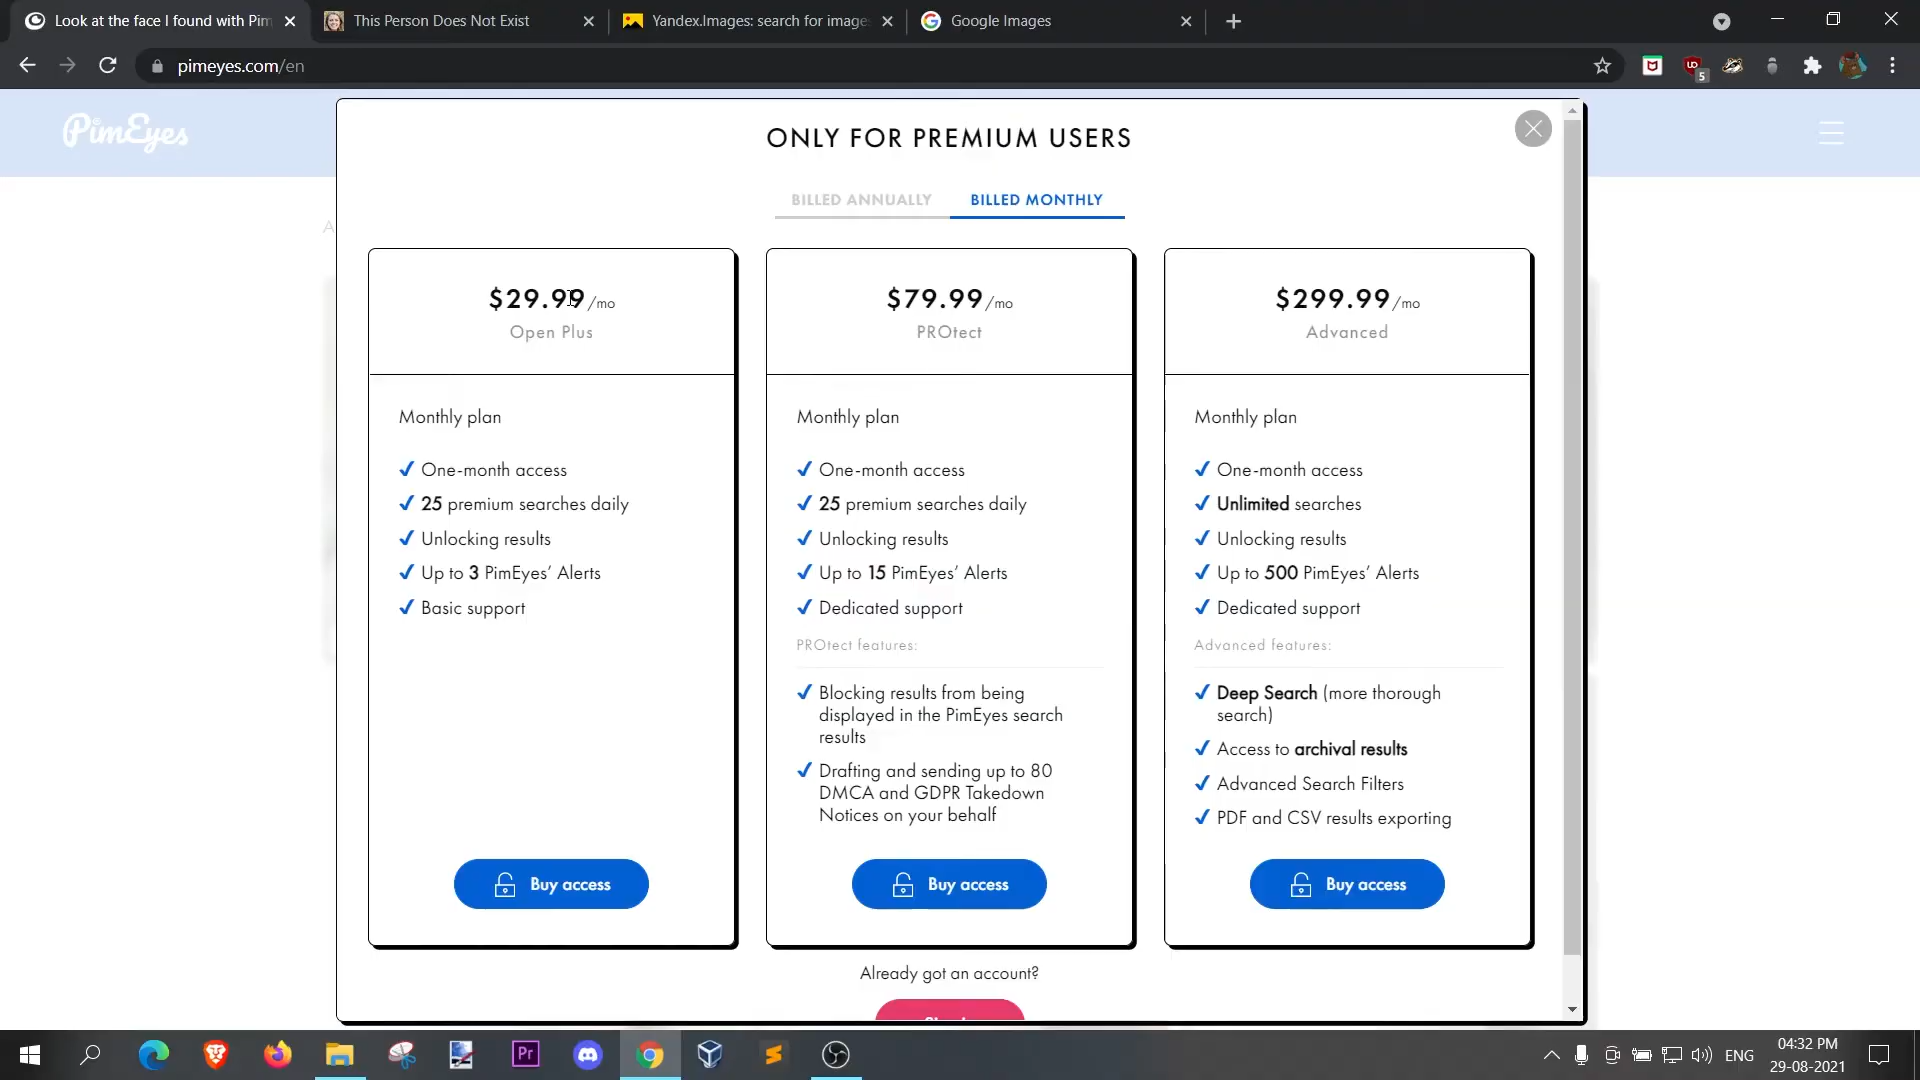 Look at the face I found with Pim
This Person Does Not Exist
Yandex.Images: search for image
Google Images
pimeyes.com/en
5
PimEyes
ONLY FOR PREMIUM USERS
BILLED ANNUALLY
BILLED MONTHLY
$29.99/mo
Open Plus
Monthly plan
One-month access
25 premium searches daily
Unlocking results
Up to 3 PimEyes’ Alerts
Basic support
Buy access
$79.99/mo
PROtect
Monthly plan
One-month access
25 premium searches daily
Unlocking results
Up to 15 PimEyes’ Alerts
Dedicated support
PROtect features:
Blocking results from being
displayed in the PimEyes search
results
Drafting and sending up to 80
DMCA and GDPR Takedown
Notices on your behalf
Buy access
$299.99/mo
Advanced
Monthly plan
One-month access
Unlimited searches
Unlocking results
Up to 500 PimEyes’ Alerts
Dedicated support
Advanced features:
Deep Search (more thorough
search)
Access to archival results
Advanced Search Filters
PDF and CSV results exporting
Buy access
Already got an account?
Pr
ENG
04:32 PM
29-08-2021